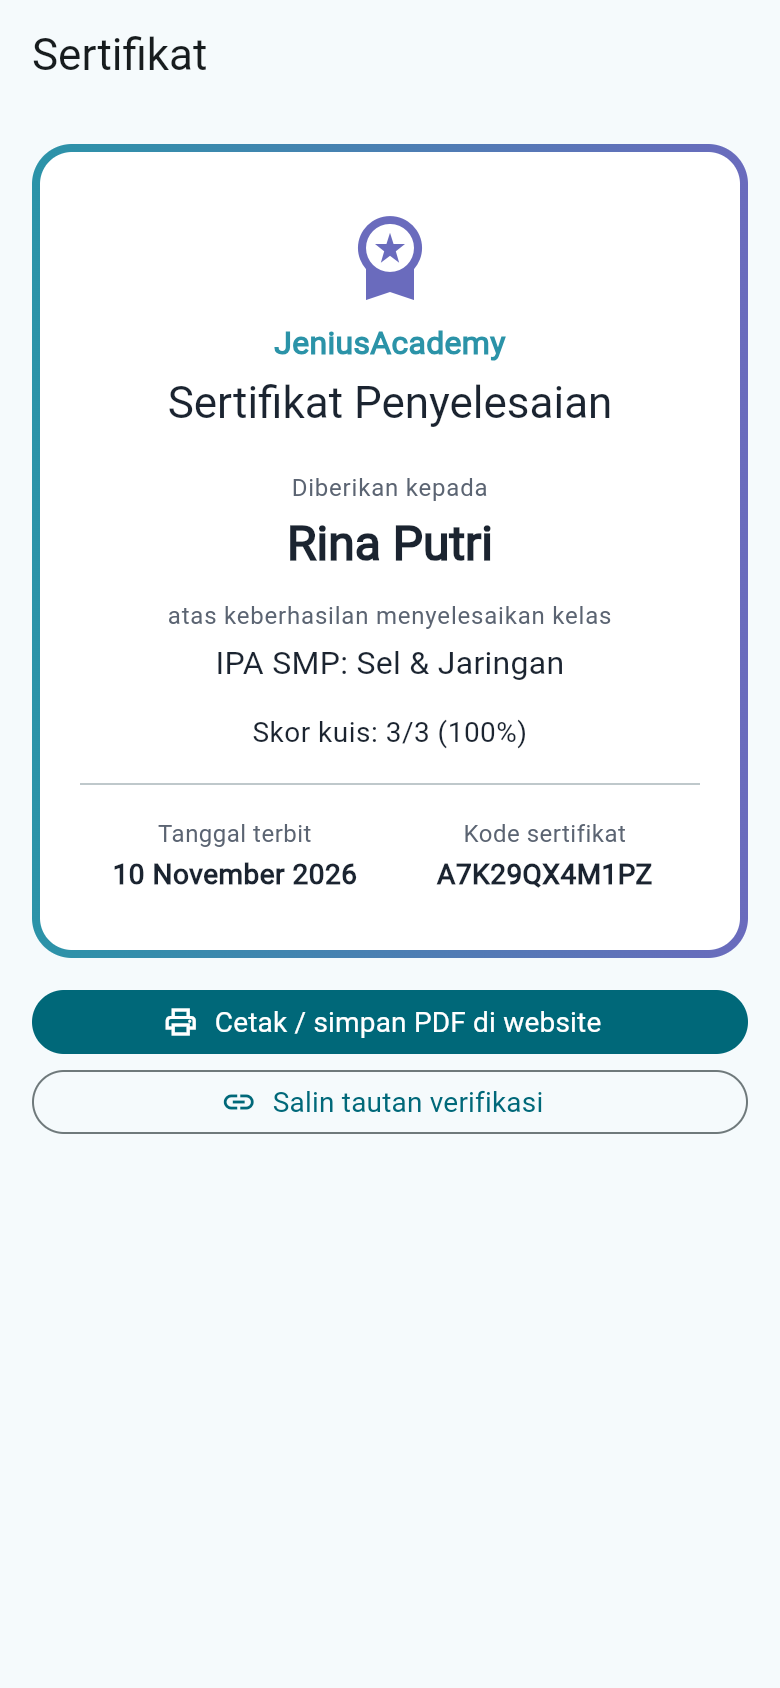 Sertifikat
JeniusAcademy
Sertifikat Penyelesaian
Diberikan kepada
Rina Putri
atas keberhasilan menyelesaikan kelas
IPA SMP: Sel & Jaringan
Skor kuis: 3/3 (100%)
Tanggal terbit
10 November 2026
Kode sertifikat
A7K29QX4M1PZ
Cetak / simpan PDF di website
Salin tautan verifikasi